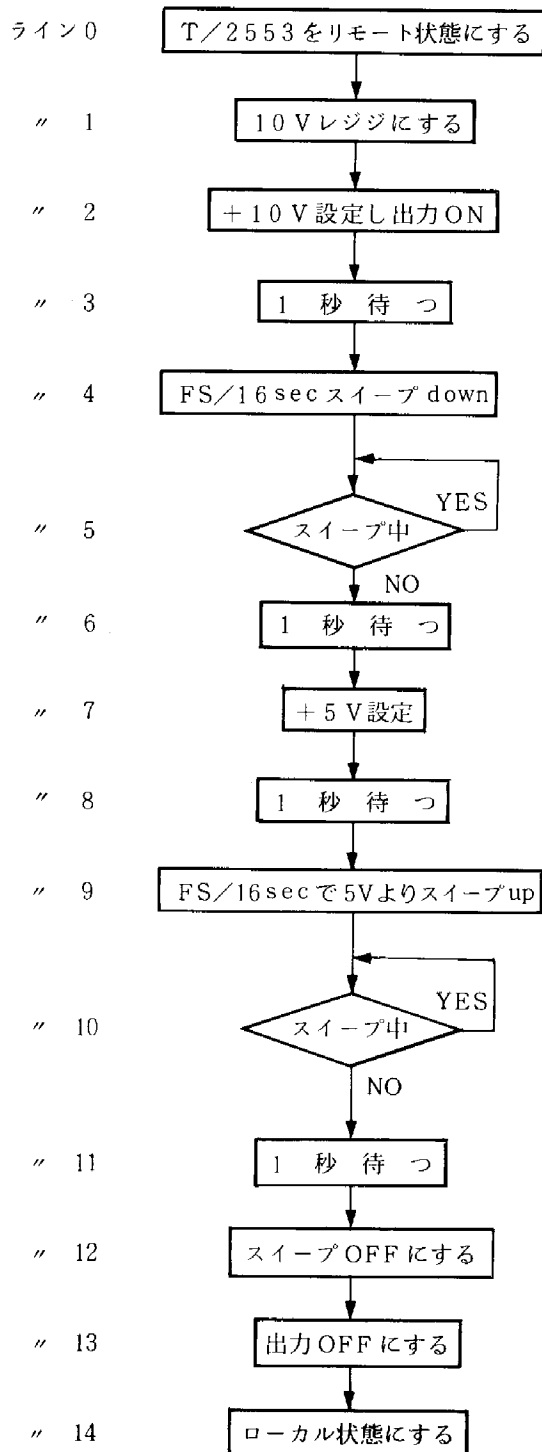 ライン0 T/2553をリモート状態にする
〃 1 10Vレジジにする
〃 2 +10V設定し出力ON
〃 3 1秒待つ
〃 4 FS/16secスイープdown
YES
〃 5 スイープ中
NO
〃 6 1秒待つ
〃 7 +5V設定
〃 8 1秒待つ
〃 9 FS/16secで5Vよりスイープup
YES
〃 10 スイープ中
NO
〃 11 1秒待つ
〃 12 スイープOFFにする
〃 13 出力OFFにする
〃 14 ローカル状態にする